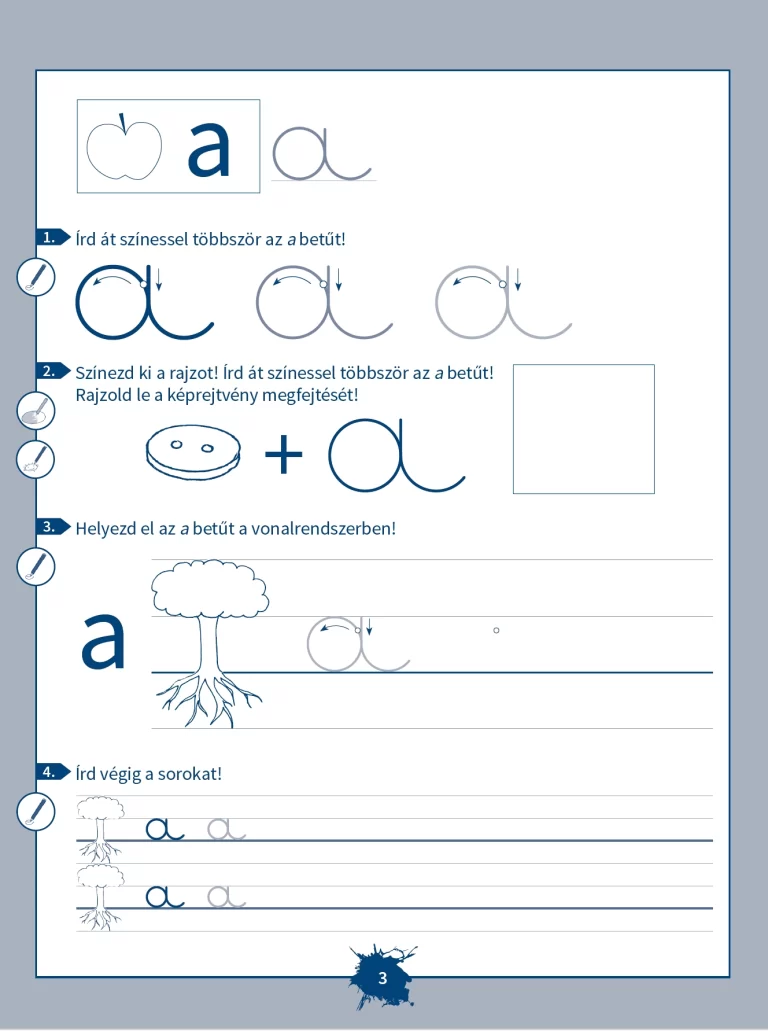 a a
1. Írd át színessel többször az a betűt!
a a a
2. Színezd ki a rajzot! Írd át színessel többször az a betűt!
Rajzold le a képrejtvény megfejtését!
+ a
3. Helyezd el az a betűt a vonalrendszerben!
a a
4. Írd végig a sorokat!
a a
a a
3